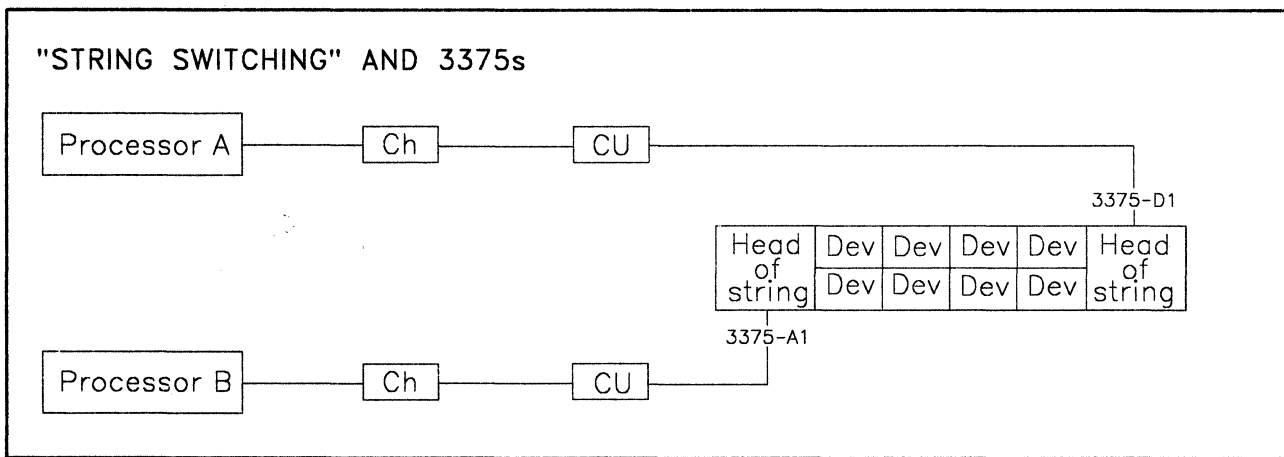 "STRING SWITCHING" AND 3375s
Processor A
Ch
CU
3375-D1
Head of string
Dev Dev Dev Dev
Dev Dev Dev Dev
Head of string
3375-A1
Processor B
Ch
CU